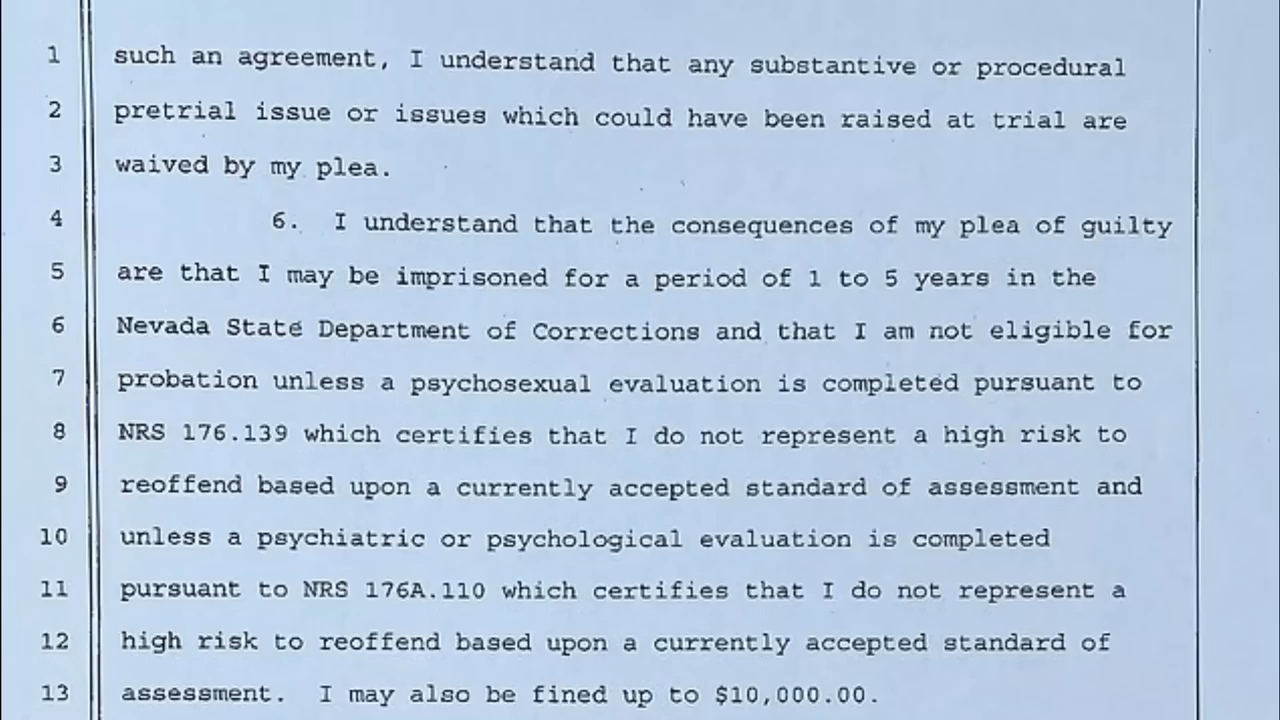 1 such an agreement, I understand that any substantive or procedural
2 pretrial issue or issues which could have been raised at trial are
3 waived by my plea.
4 6. I understand that the consequences of my plea of guilty
5 are that I may be imprisoned for a period of 1 to 5 years in the
6 Nevada State Department of Corrections and that I am not eligible for
7 probation unless a psychosexual evaluation is completed pursuant to
8 NRS 176.139 which certifies that I do not represent a high risk to
9 reoffend based upon a currently accepted standard of assessment and
10 unless a psychiatric or psychological evaluation is completed
11 pursuant to NRS 176A.110 which certifies that I do not represent a
12 high risk to reoffend based upon a currently accepted standard of
13 assessment. I may also be fined up to $10,000.00.